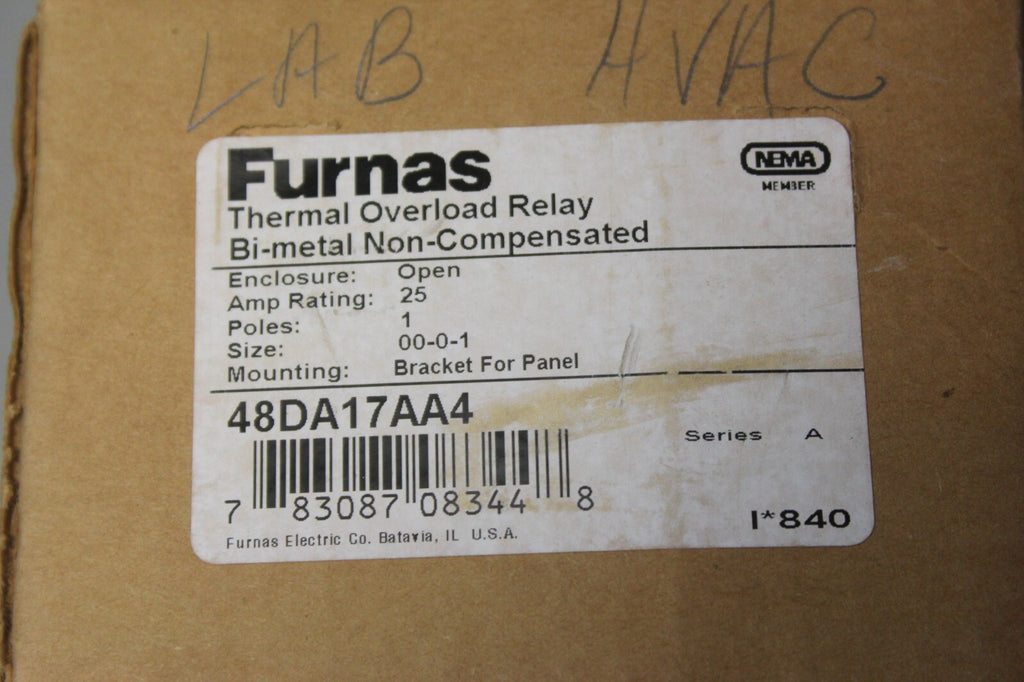 LAB HVAC
Furnas
NEMA
MEMBER
Thermal Overload Relay
Bi-metal Non-Compensated
Enclosure: Open
Amp Rating: 25
Poles: 1
Size: 00-0-1
Mounting: Bracket For Panel
48DA17AA4
Series A
7 83087 08344 8
I*840
Furnas Electric Co. Batavia, IL U.S.A.